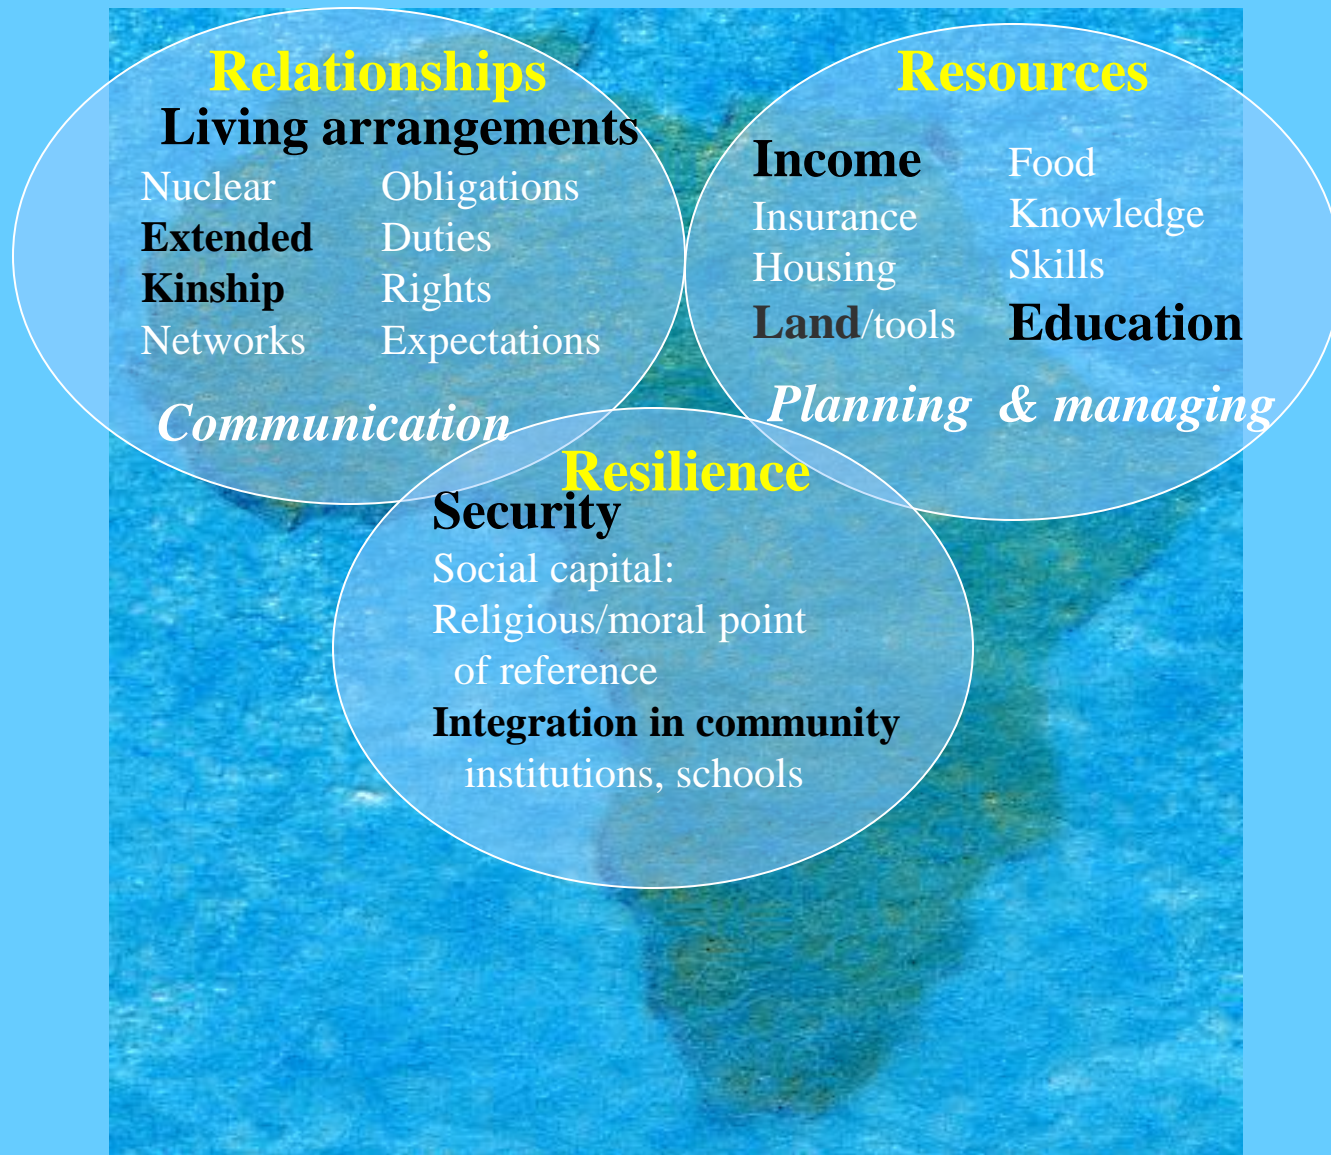 Relationships
Living arrangements
Nuclear
Extended
Kinship
Networks
Obligations
Duties
Rights
Expectations
Communication
Resources
Income
Insurance
Housing
Land/tools
Food
Knowledge
Skills
Education
Planning & managing
Resilience
Security
Social capital:
Religious/moral point
of reference
Integration in community
institutions, schools